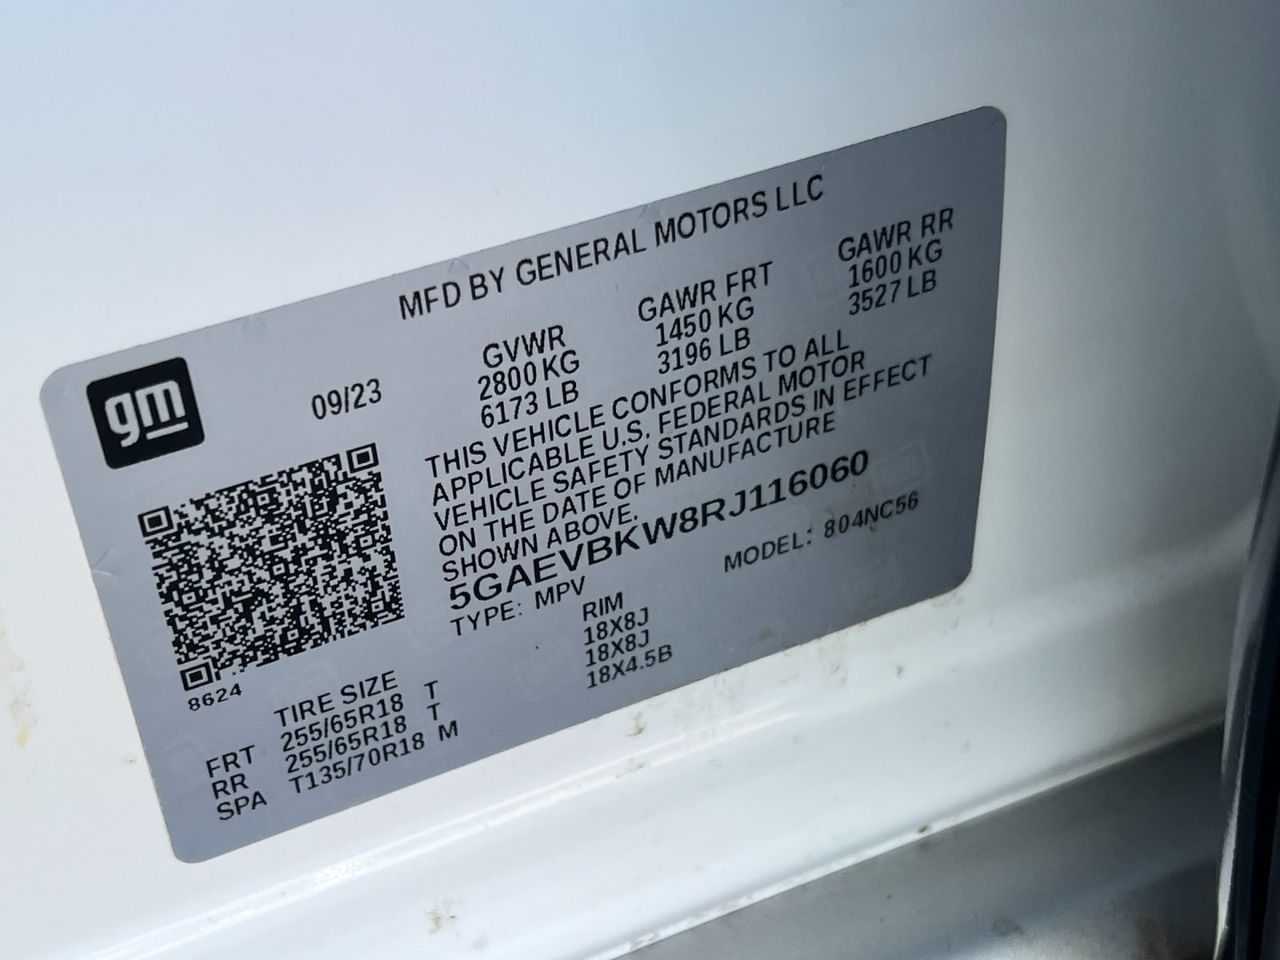 MFD BY GENERAL MOTORS LLC
gm
09/23
GVWR
2800 KG
6173 LB
GAWR FRT
1450 KG
3196 LB
GAWR RR
1600 KG
3527 LB
THIS VEHICLE CONFORMS TO ALL
APPLICABLE U.S. FEDERAL MOTOR
VEHICLE SAFETY STANDARDS IN EFFECT
ON THE DATE OF MANUFACTURE
SHOWN ABOVE.
5GAEVBKW8RJ116060
TYPE: MPV
MODEL: 804NC56
8624
TIRE SIZE RIM
FRT 255/65R18 T 18X8J
RR 255/65R18 T 18X8J
SPA T135/70R18 M 18X4.5B